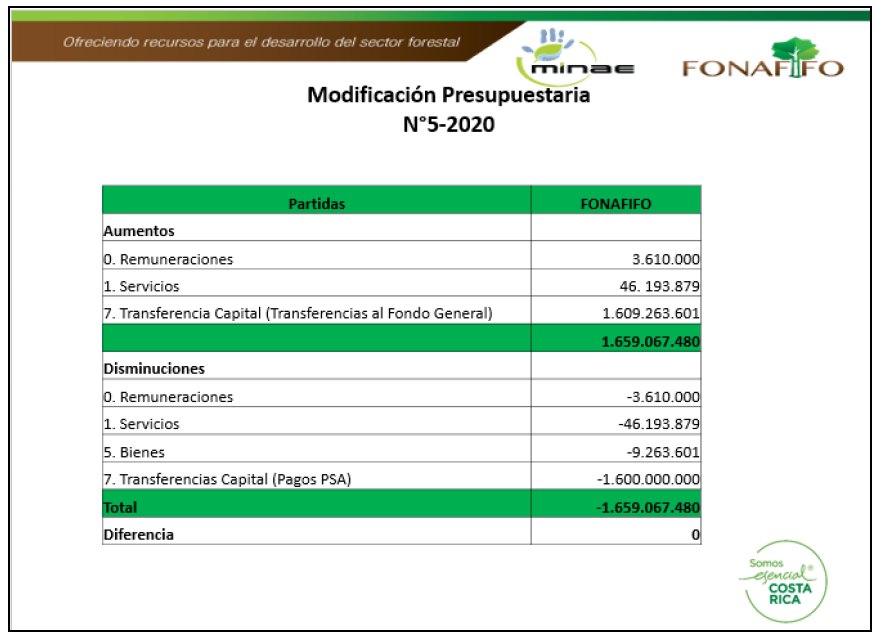 Ofreciendo recursos para el desarrollo del sector forestal
minae
FONAFIFO
Modificación Presupuestaria
N°5-2020
Partidas FONAFIFO
Aumentos
0. Remuneraciones 3.610.000
1. Servicios 46. 193.879
7. Transferencia Capital (Transferencias al Fondo General) 1.609.263.601
1.659.067.480
Disminuciones
0. Remuneraciones -3.610.000
1. Servicios -46.193.879
5. Bienes -9.263.601
7. Transferencias Capital (Pagos PSA) -1.600.000.000
Total -1.659.067.480
Diferencia 0
Somos
esencial
COSTA
RICA